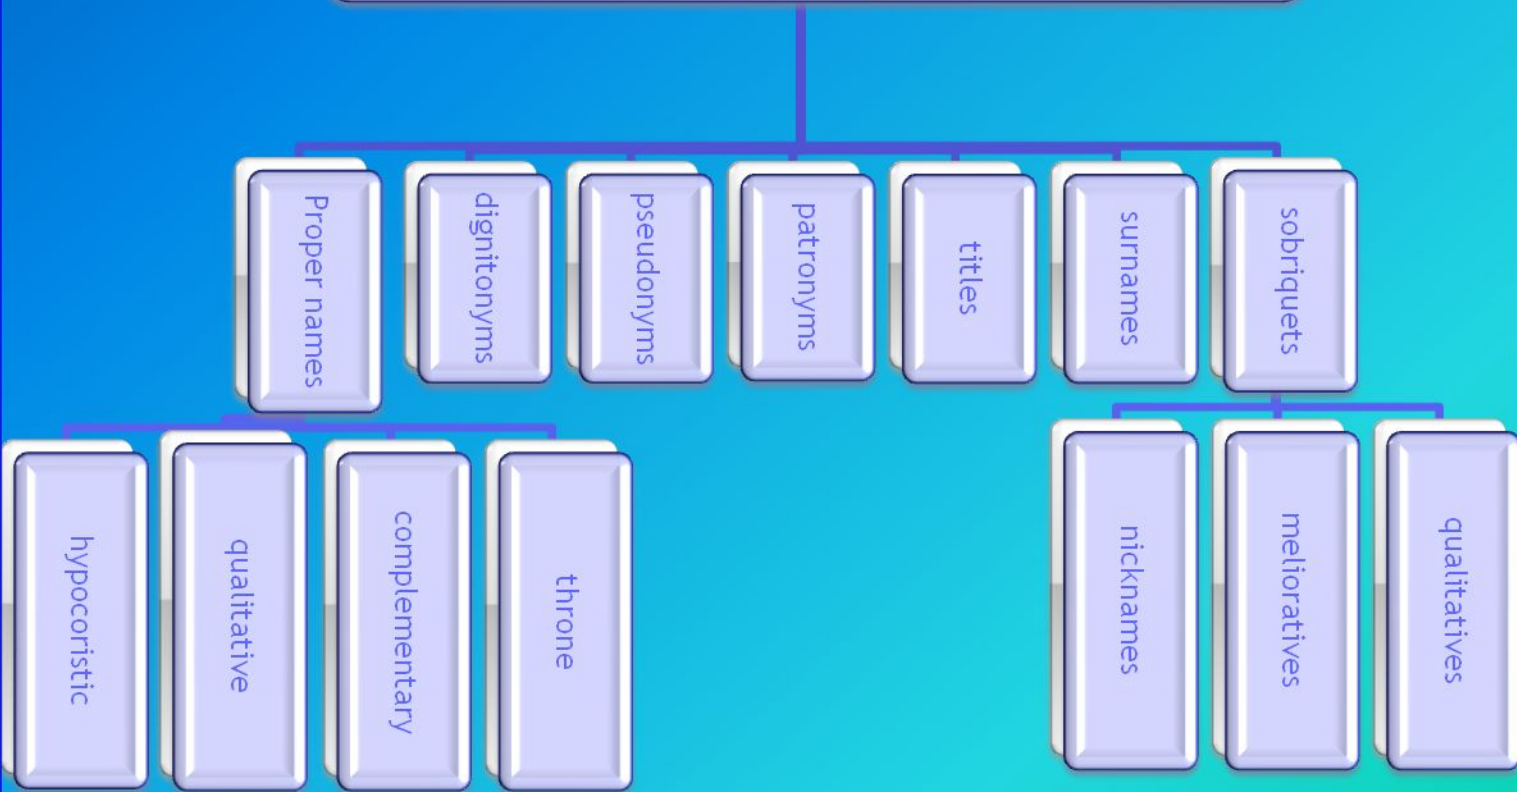 Proper names
dignitonyms
pseudonyms
patronyms
titles
surnames
sobriquets
hypocoristic
qualitative
complementary
throne
nicknames
melioratives
qualitatives